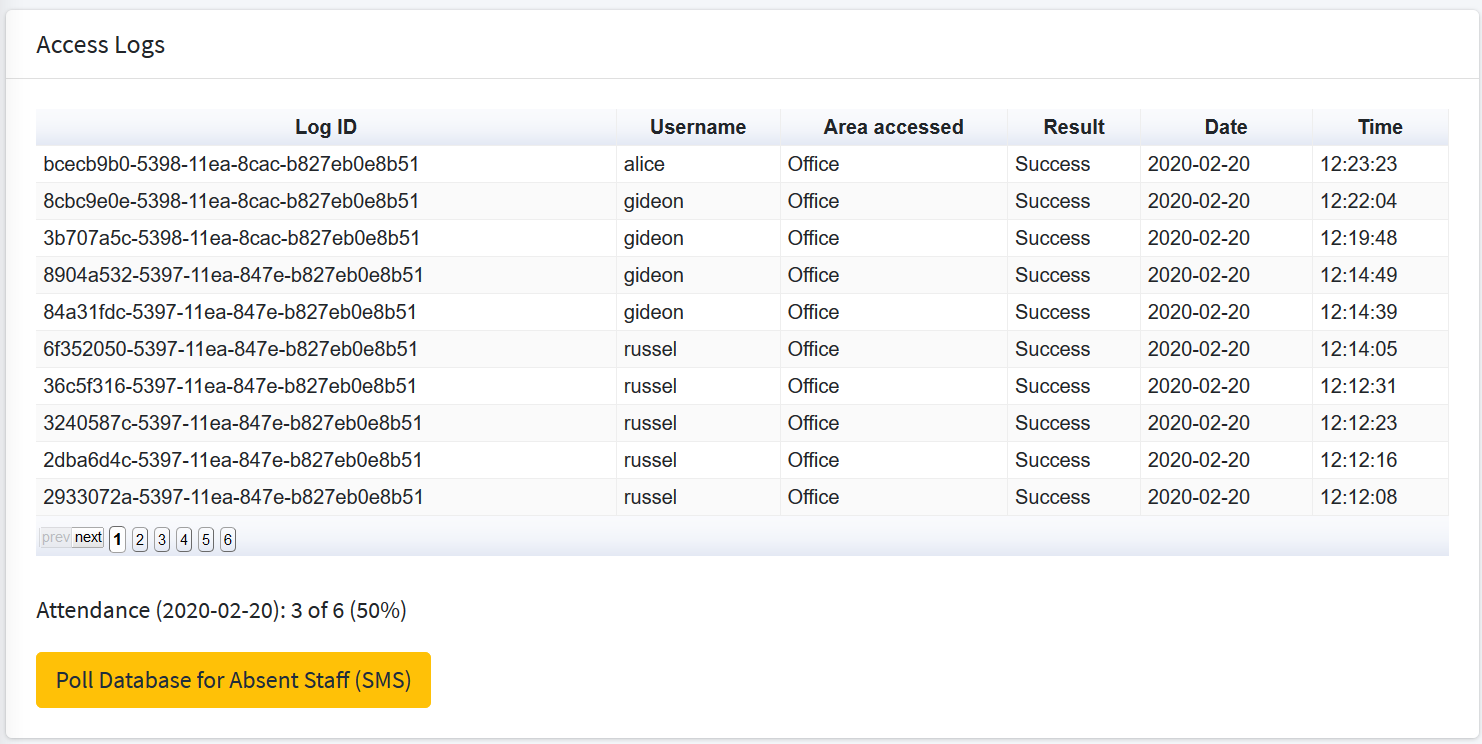 Access Logs
Log ID Username Area accessed Result Date Time
bcecb9b0-5398-11ea-8cac-b827eb0e8b51 alice Office Success 2020-02-20 12:23:23
8cbc9e0e-5398-11ea-8cac-b827eb0e8b51 gideon Office Success 2020-02-20 12:22:04
3b707a5c-5398-11ea-8cac-b827eb0e8b51 gideon Office Success 2020-02-20 12:19:48
8904a532-5397-11ea-847e-b827eb0e8b51 gideon Office Success 2020-02-20 12:14:49
84a31fdc-5397-11ea-847e-b827eb0e8b51 gideon Office Success 2020-02-20 12:14:39
6f352050-5397-11ea-847e-b827eb0e8b51 russel Office Success 2020-02-20 12:14:05
36c5f316-5397-11ea-847e-b827eb0e8b51 russel Office Success 2020-02-20 12:12:31
3240587c-5397-11ea-847e-b827eb0e8b51 russel Office Success 2020-02-20 12:12:23
2dba6d4c-5397-11ea-847e-b827eb0e8b51 russel Office Success 2020-02-20 12:12:16
2933072a-5397-11ea-847e-b827eb0e8b51 russel Office Success 2020-02-20 12:12:08
prev next 1 2 3 4 5 6
Attendance (2020-02-20): 3 of 6 (50%)
Poll Database for Absent Staff (SMS)